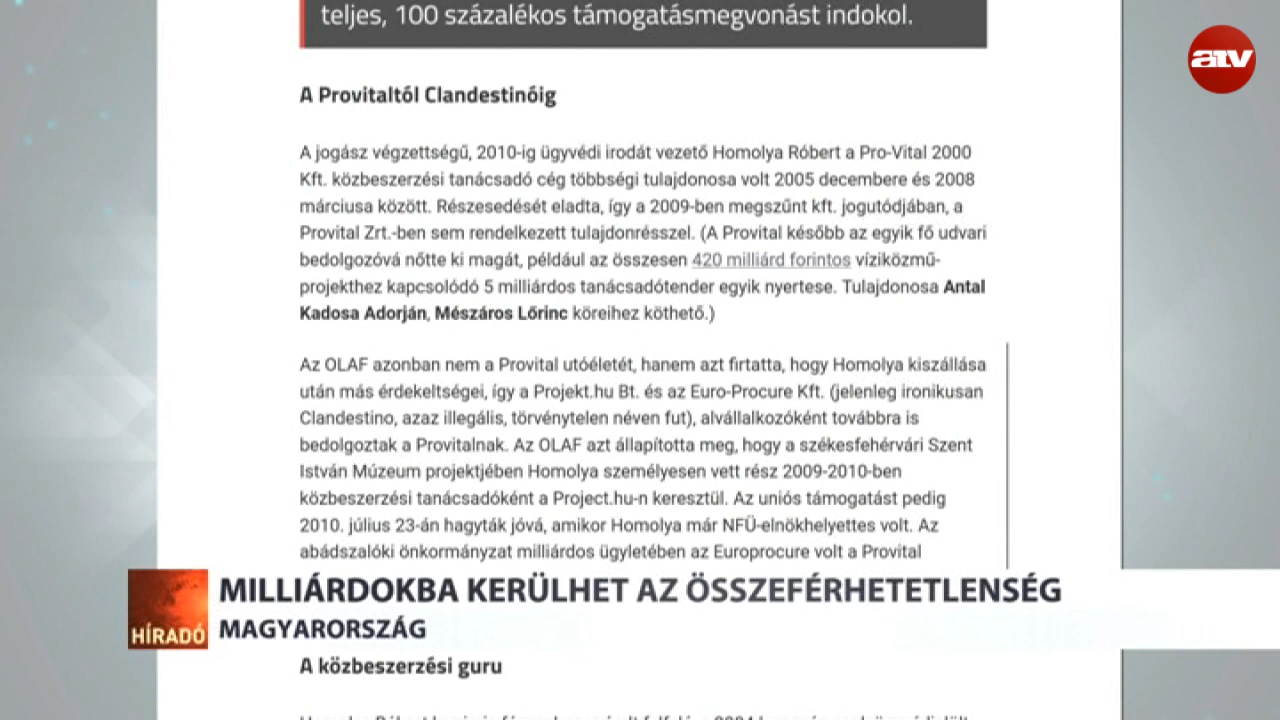 teljes, 100 százalékos támogatásmegvonást indokol.
atv
A Provitaltól Clandestinóig
A jogász végzettségű, 2010-ig ügyvédi irodát vezető Homolya Róbert a Pro-Vital 2000
Kft. közbeszerzési tanácsadó cég többségi tulajdonosa volt 2005 decembere és 2008
márciusa között. Részesedését eladta, így a 2009-ben megszűnt kft. jogutódjában, a
Provital Zrt.-ben sem rendelkezett tulajdonrésszel. (A Provital később az egyik fő udvari
bedolgozóvá nőtte ki magát, például az összesen 420 milliárd forintos víziközmű-
projekthez kapcsolódó 5 milliárdos tanácsadótender egyik nyertese. Tulajdonosa Antal
Kadosa Adorján, Mészáros Lőrinc köreihez köthető.)
Az OLAF azonban nem a Provital utóéletét, hanem azt firtatta, hogy Homolya kiszállása
után más érdekeltségei, így a Projekt.hu Bt. és az Euro-Procure Kft. (jelenleg ironikusan
Clandestino, azaz illegális, törvénytelen néven fut), alvállalkozóként továbbra is
bedolgoztak a Provitalnak. Az OLAF azt állapította meg, hogy a székesfehérvári Szent
István Múzeum projektjében Homolya személyesen vett rész 2009-2010-ben
közbeszerzési tanácsadóként a Project.hu-n keresztül. Az uniós támogatást pedig
2010. július 23-án hagyták jóvá, amikor Homolya már NFÜ-elnökhelyettes volt. Az
abádszalóki önkormányzat milliárdos ügyletében az Europrocure volt a Provital
MILLIÁRDOKBA KERÜLHET AZ ÖSSZEFÉRHETETLENSÉG
HÍRADÓ
MAGYARORSZÁG
A közbeszerzési guru